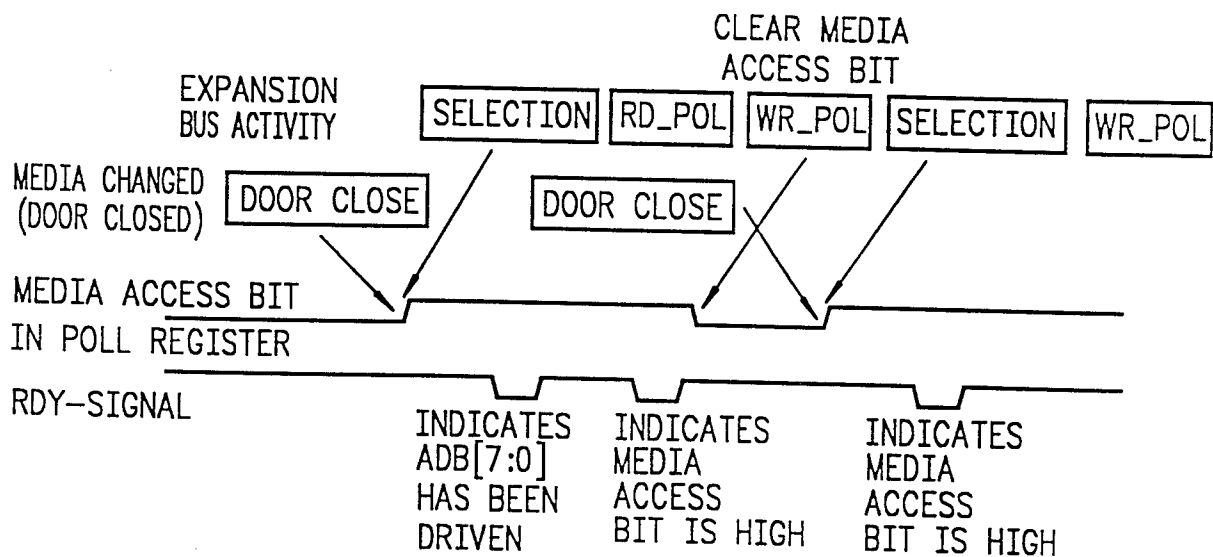 CLEAR MEDIA
ACCESS BIT
EXPANSION
BUS ACTIVITY
SELECTION
RD_POL
WR_POL
SELECTION
WR_POL
MEDIA CHANGED
(DOOR CLOSED)
DOOR CLOSE
DOOR CLOSE
MEDIA ACCESS BIT
IN POLL REGISTER
RDY-SIGNAL
INDICATES
ADB[7:0]
HAS BEEN
DRIVEN
INDICATES
MEDIA
ACCESS
BIT IS HIGH
INDICATES
MEDIA
ACCESS
BIT IS HIGH